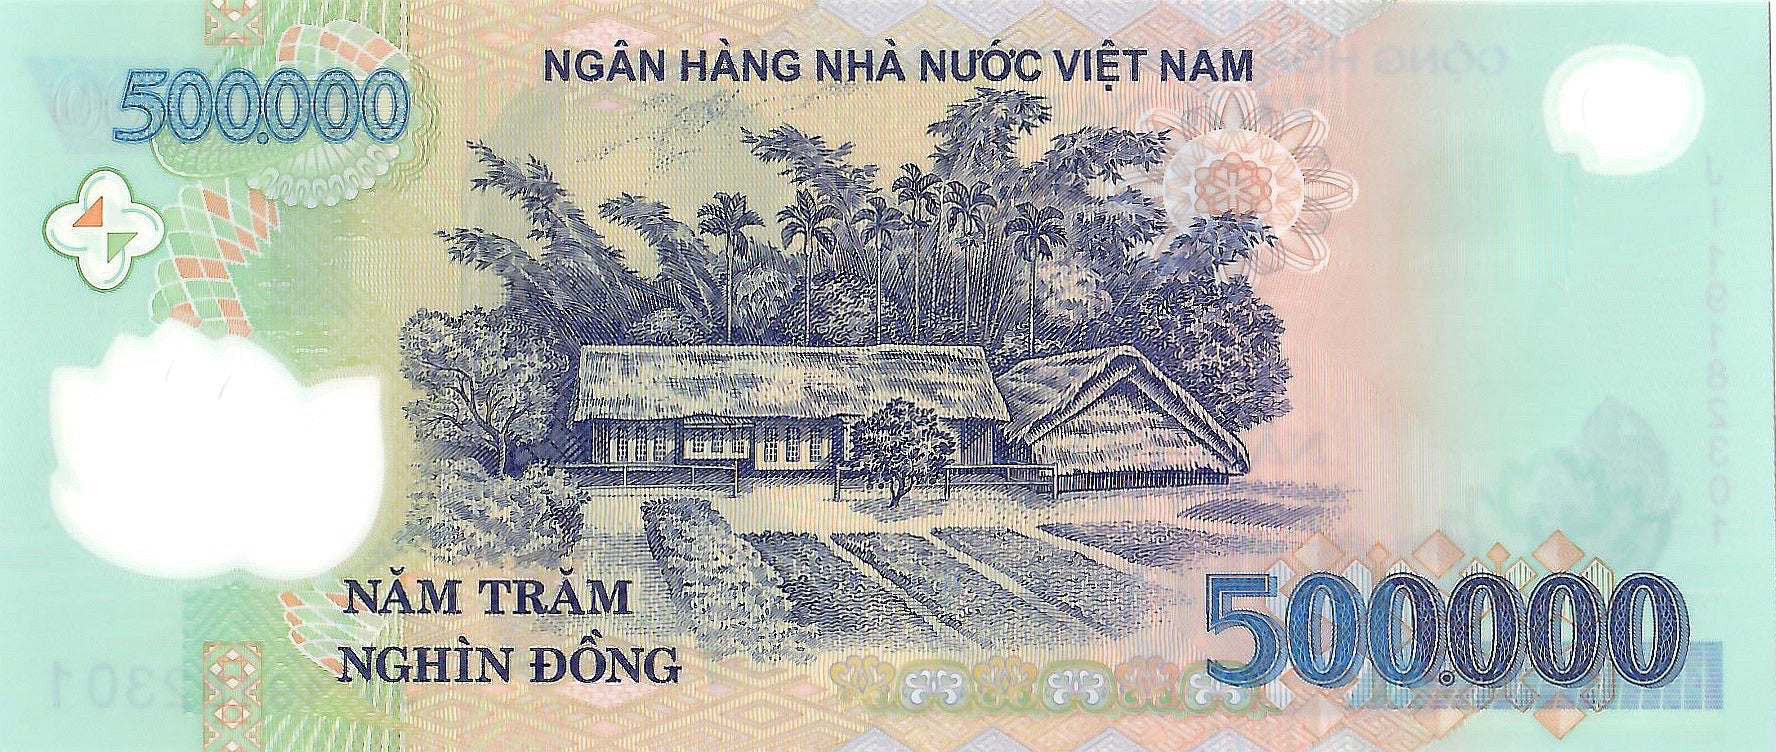 NGÂN HÀNG NHÀ NƯỚC VIỆT NAM
500.000
NĂM TRĂM
NGHÌN ĐỒNG
500.000